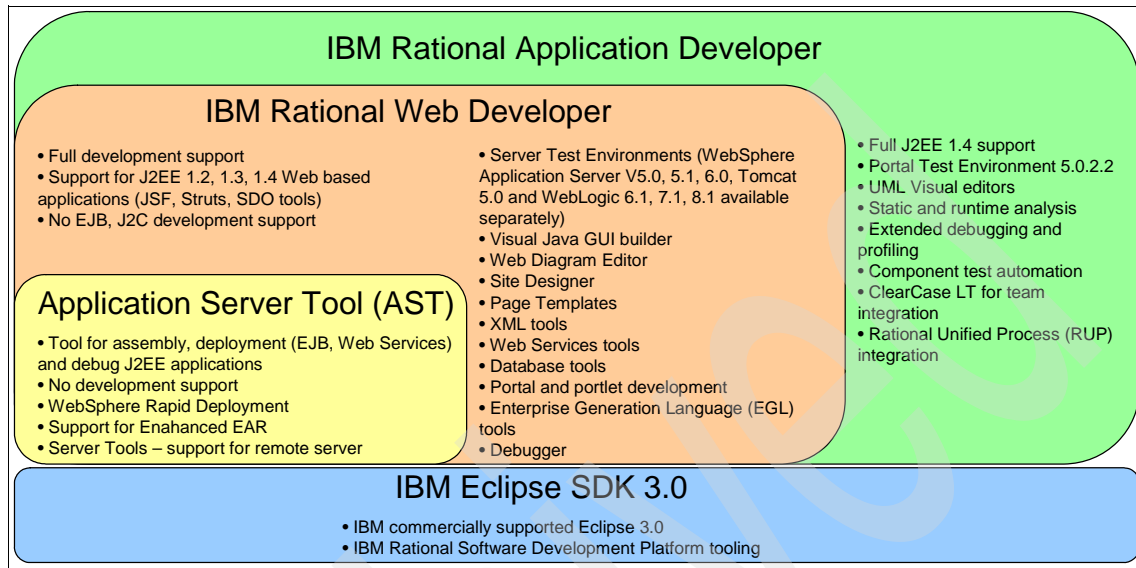 IBM Rational Application Developer
IBM Rational Web Developer
• Full development support
• Support for J2EE 1.2, 1.3, 1.4 Web based
applications (JSF, Struts, SDO tools)
• No EJB, J2C development support
• Server Test Environments (WebSphere
Application Server V5.0, 5.1, 6.0, Tomcat
5.0 and WebLogic 6.1, 7.1, 8.1 available
separately)
• Visual Java GUI builder
• Web Diagram Editor
• Site Designer
• Page Templates
• XML tools
• Web Services tools
• Database tools
• Portal and portlet development
• Enterprise Generation Language (EGL)
tools
• Debugger
• Full J2EE 1.4 support
• Portal Test Environment 5.0.2.2
• UML Visual editors
• Static and runtime analysis
• Extended debugging and
profiling
• Component test automation
• ClearCase LT for team
integration
• Rational Unified Process (RUP)
integration
Application Server Tool (AST)
• Tool for assembly, deployment (EJB, Web Services)
and debug J2EE applications
• No development support
• WebSphere Rapid Deployment
• Support for Enahanced EAR
• Server Tools – support for remote server
IBM Eclipse SDK 3.0
• IBM commercially supported Eclipse 3.0
• IBM Rational Software Development Platform tooling